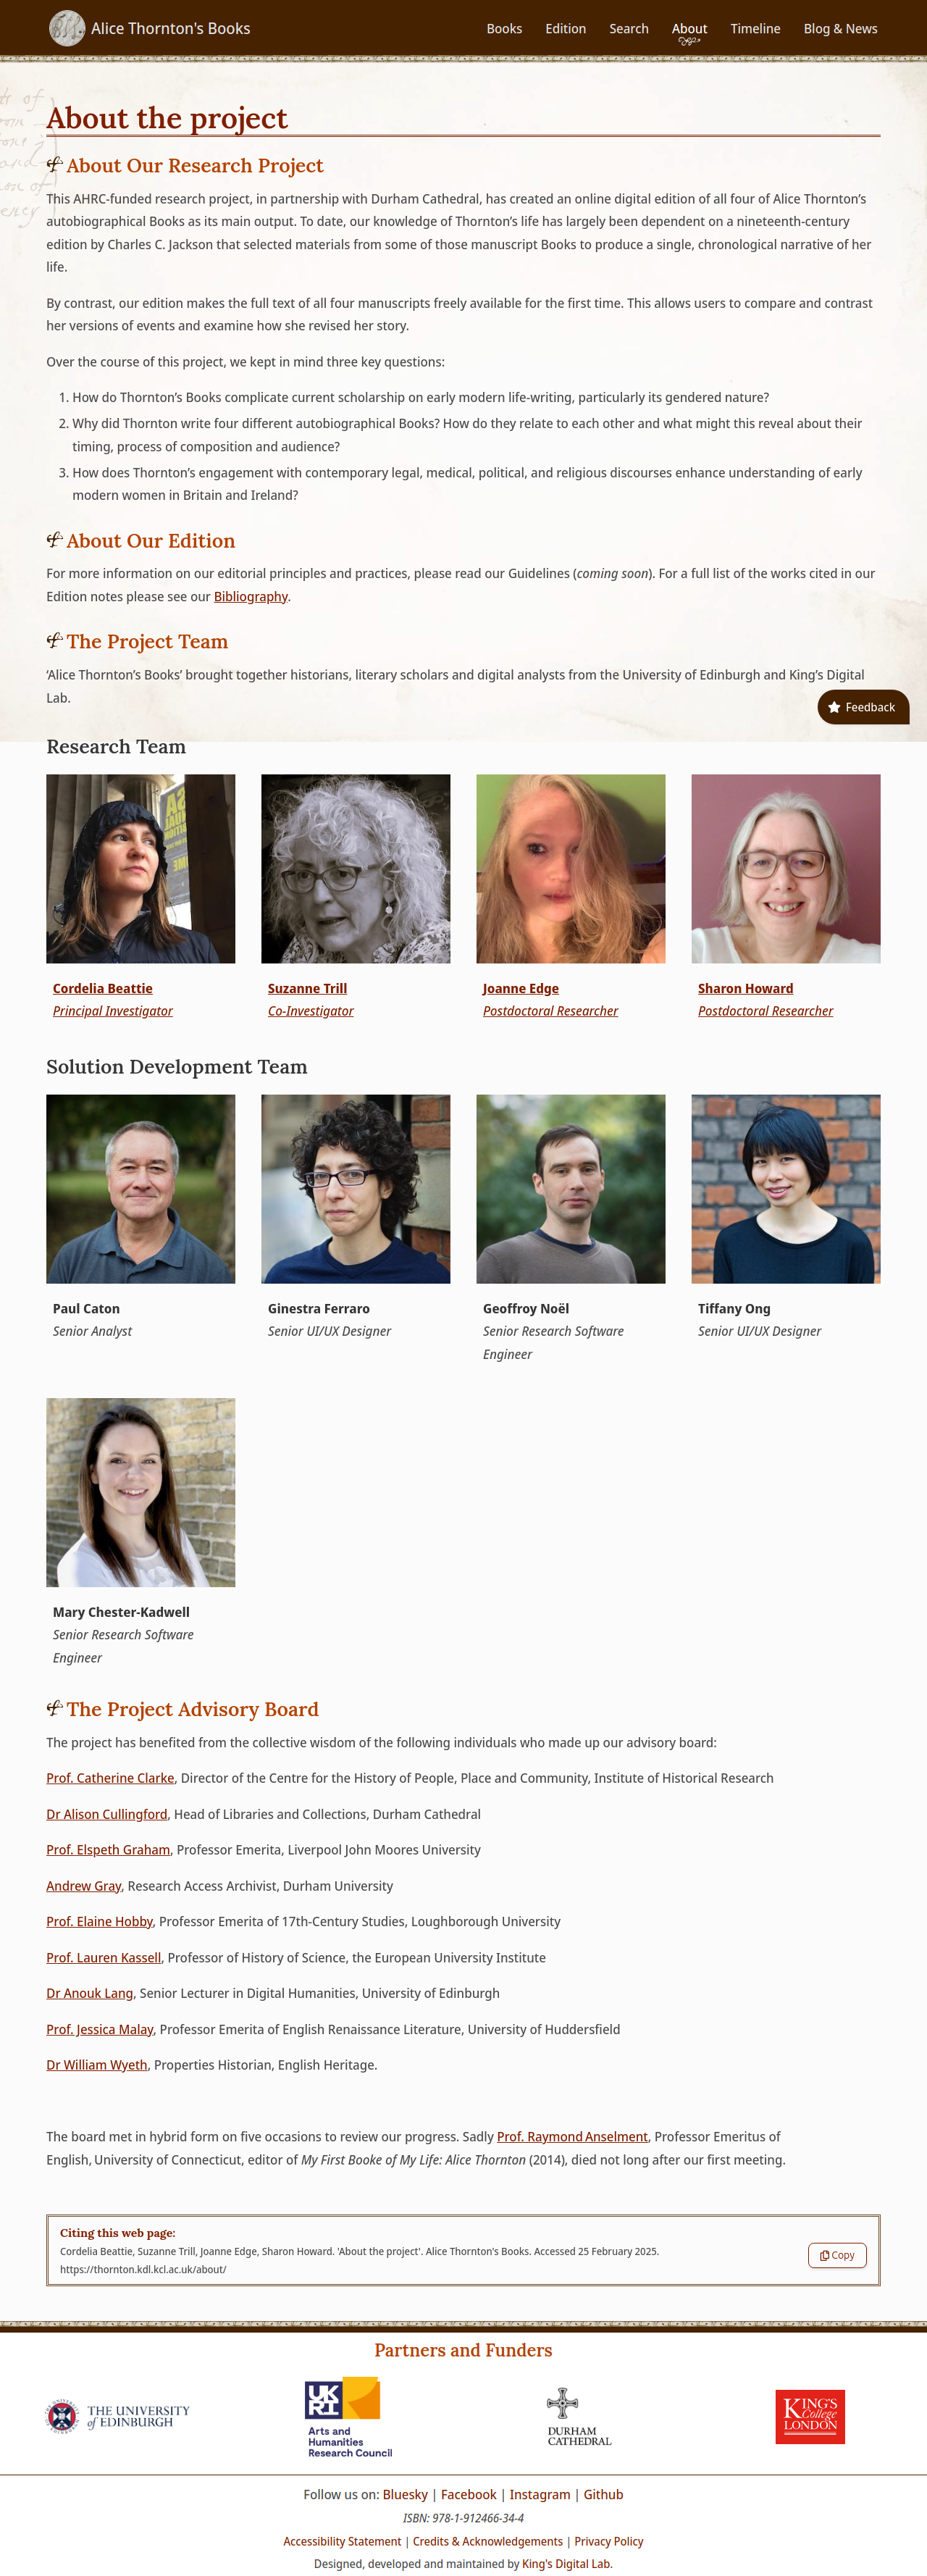 Alice Thornton's Books
Books Edition Search About Timeline Blog & News
About the project
About Our Research Project
This AHRC-funded research project, in partnership with Durham Cathedral, has created an online digital edition of all four of Alice Thornton’s
autobiographical Books as its main output. To date, our knowledge of Thornton’s life has largely been dependent on a nineteenth-century
edition by Charles C. Jackson that selected materials from some of those manuscript Books to produce a single, chronological narrative of her
life.
By contrast, our edition makes the full text of all four manuscripts freely available for the first time. This allows users to compare and contrast
her versions of events and examine how she revised her story.
Over the course of this project, we kept in mind three key questions:
1. How do Thornton’s Books complicate current scholarship on early modern life-writing, particularly its gendered nature?
2. Why did Thornton write four different autobiographical Books? How do they relate to each other and what might this reveal about their
timing, process of composition and audience?
3. How does Thornton’s engagement with contemporary legal, medical, political, and religious discourses enhance understanding of early
modern women in Britain and Ireland?
About Our Edition
For more information on our editorial principles and practices, please read our Guidelines (coming soon). For a full list of the works cited in our
Edition notes please see our Bibliography.
The Project Team
‘Alice Thornton’s Books’ brought together historians, literary scholars and digital analysts from the University of Edinburgh and King’s Digital
Lab.
Feedback
Research Team
Cordelia Beattie
Principal Investigator
Suzanne Trill
Co-Investigator
Joanne Edge
Postdoctoral Researcher
Sharon Howard
Postdoctoral Researcher
Solution Development Team
Paul Caton
Senior Analyst
Ginestra Ferraro
Senior UI/UX Designer
Geoffroy Noël
Senior Research Software
Engineer
Tiffany Ong
Senior UI/UX Designer
Mary Chester-Kadwell
Senior Research Software
Engineer
The Project Advisory Board
The project has benefited from the collective wisdom of the following individuals who made up our advisory board:
Prof. Catherine Clarke, Director of the Centre for the History of People, Place and Community, Institute of Historical Research
Dr Alison Cullingford, Head of Libraries and Collections, Durham Cathedral
Prof. Elspeth Graham, Professor Emerita, Liverpool John Moores University
Andrew Gray, Research Access Archivist, Durham University
Prof. Elaine Hobby, Professor Emerita of 17th-Century Studies, Loughborough University
Prof. Lauren Kassell, Professor of History of Science, the European University Institute
Dr Anouk Lang, Senior Lecturer in Digital Humanities, University of Edinburgh
Prof. Jessica Malay, Professor Emerita of English Renaissance Literature, University of Huddersfield
Dr William Wyeth, Properties Historian, English Heritage.
The board met in hybrid form on five occasions to review our progress. Sadly Prof. Raymond Anselment, Professor Emeritus of
English, University of Connecticut, editor of My First Booke of My Life: Alice Thornton (2014), died not long after our first meeting.
Citing this web page:
Cordelia Beattie, Suzanne Trill, Joanne Edge, Sharon Howard. 'About the project'. Alice Thornton's Books. Accessed 25 February 2025.
https://thornton.kdl.kcl.ac.uk/about/
Copy
Partners and Funders
THE UNIVERSITY
of EDINBURGH
UK
RI
Arts and
Humanities
Research Council
DURHAM
CATHEDRAL
KING'S
College
LONDON
Follow us on: Bluesky | Facebook | Instagram | Github
ISBN: 978-1-912466-34-4
Accessibility Statement | Credits & Acknowledgements | Privacy Policy
Designed, developed and maintained by King's Digital Lab.